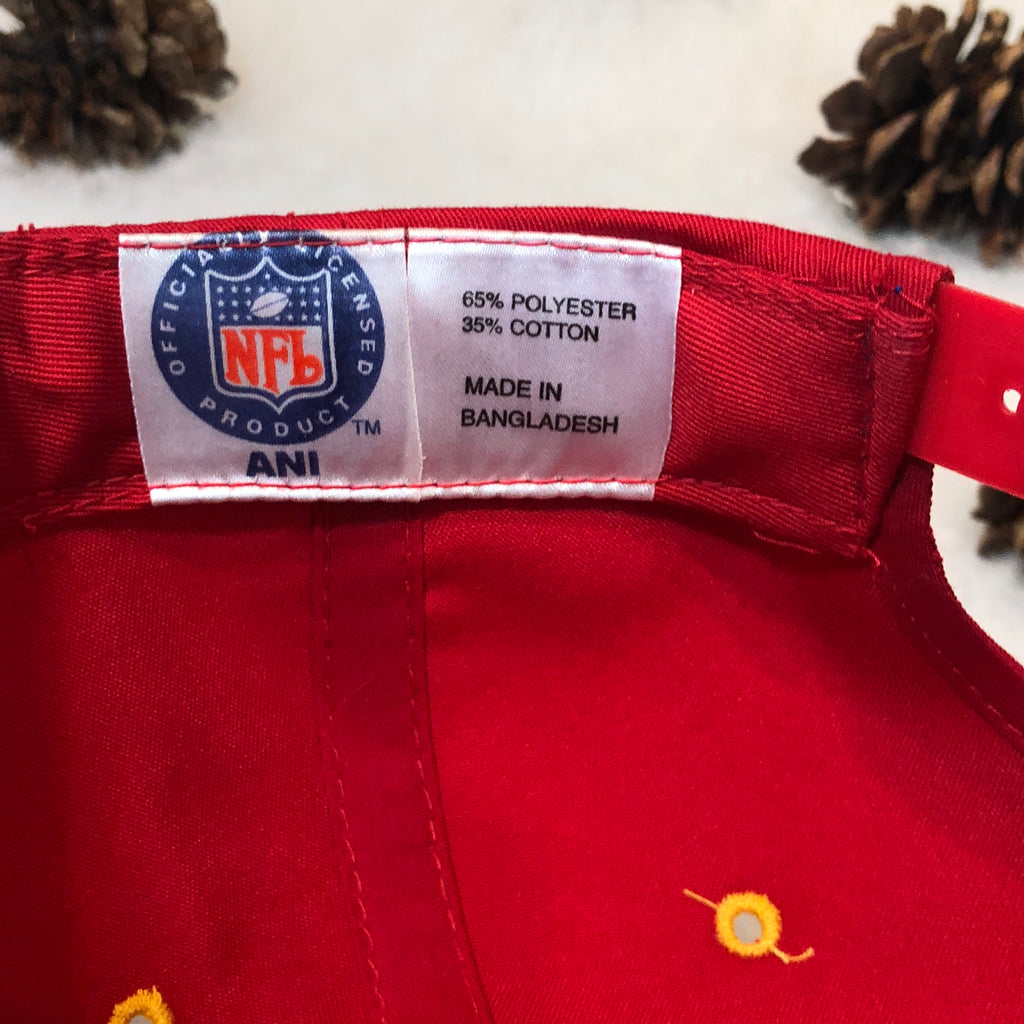 OFFICIALLY LICENSED
NFL
PRODUCT
TM
ANI
65% POLYESTER
35% COTTON
MADE IN
BANGLADESH